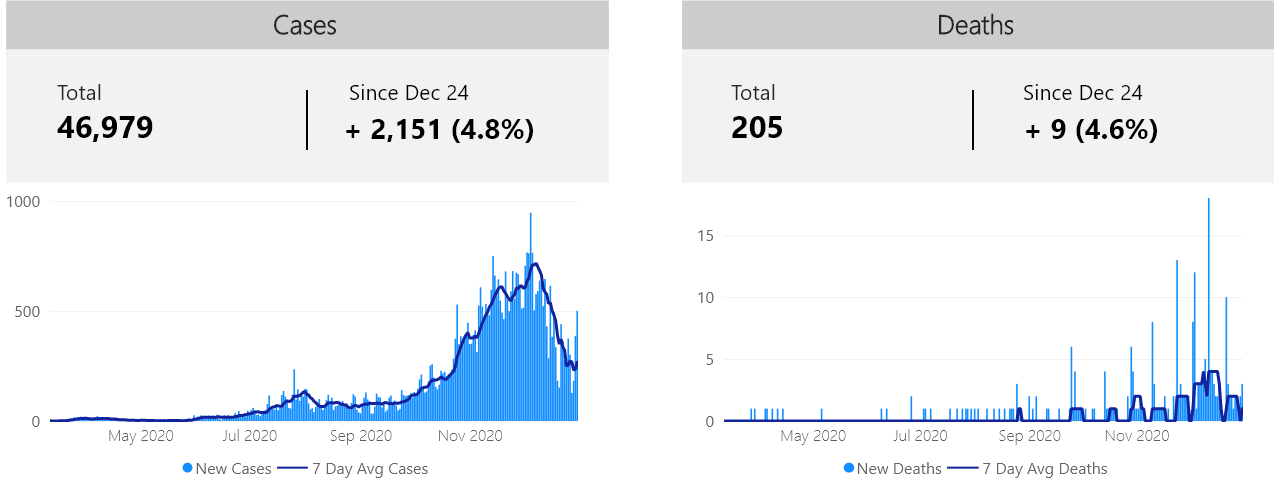 Cases
Total
Since Dec 24
46,979
+ 2,151 (4.8%)
1000
500
0
May 2020 Jul 2020 Sep 2020 Nov 2020
New Cases 7 Day Avg Cases
Deaths
Total
Since Dec 24
205
+ 9 (4.6%)
15
10
5
0
May 2020 Jul 2020 Sep 2020 Nov 2020
New Deaths 7 Day Avg Deaths